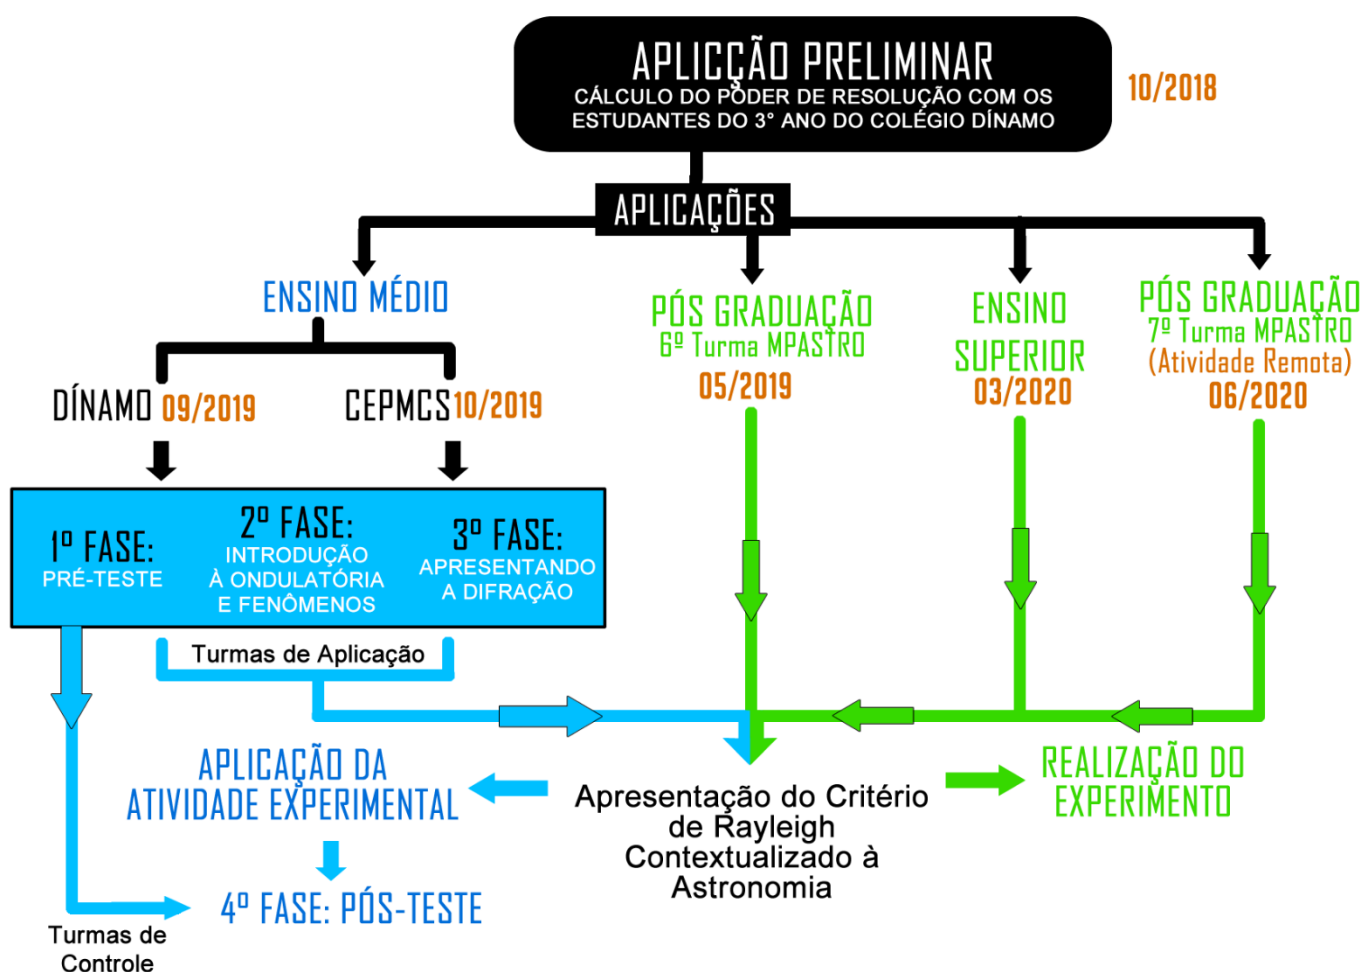 APLICÇÃO PRELIMINAR
CÁLCULO DO PODER DE RESOLUÇÃO COM OS
ESTUDANTES DO 3° ANO DO COLÉGIO DÍNAMO
10/2018
APLICAÇÕES
ENSINO MÉDIO
PÓS GRADUAÇÃO
6º Turma MPASTRO
05/2019
ENSINO
SUPERIOR
03/2020
PÓS GRADUAÇÃO
7º Turma MPASTRO
(Atividade Remota)
06/2020
DÍNAMO 09/2019
CEPMCS 10/2019
1º FASE:
PRÉ-TESTE
2º FASE:
INTRODUÇÃO
À ONDULATÓRIA
E FENÔMENOS
3º FASE:
APRESENTANDO
A DIFRAÇÃO
Turmas de Aplicação
APLICAÇÃO DA
ATIVIDADE EXPERIMENTAL
Apresentação do Critério
de Rayleigh
Contextualizado à
Astronomia
REALIZAÇÃO DO
EXPERIMENTO
4º FASE: PÓS-TESTE
Turmas de
Controle